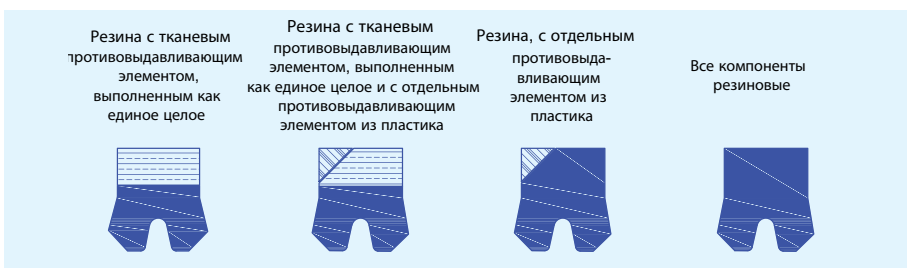 Резина с тканевым
противовыдавливающим
элементом,
выполненным как
единое целое
Резина с тканевым
противовыдавливающим
элементом, выполненным
как единое целое и с отдельным
противовыдавливающим
элементом из пластика
Резина, с отдельным
противовыда-
вливающим
элементом из
пластика
Все компоненты
резиновые